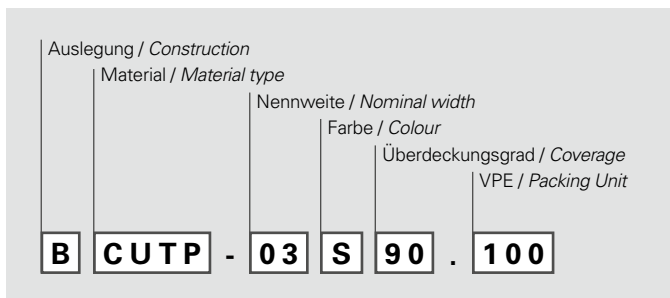 Auslegung / Construction
Material / Material type
Nennweite / Nominal width
Farbe / Colour
Überdeckungsgrad / Coverage
VPE / Packing Unit
B CUTP - 03 S 90 . 100